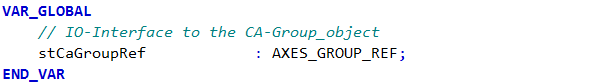 VAR_GLOBAL
// IO-Interface to the CA-Group_object
stCaGroupRef : AXES_GROUP_REF;
END_VAR